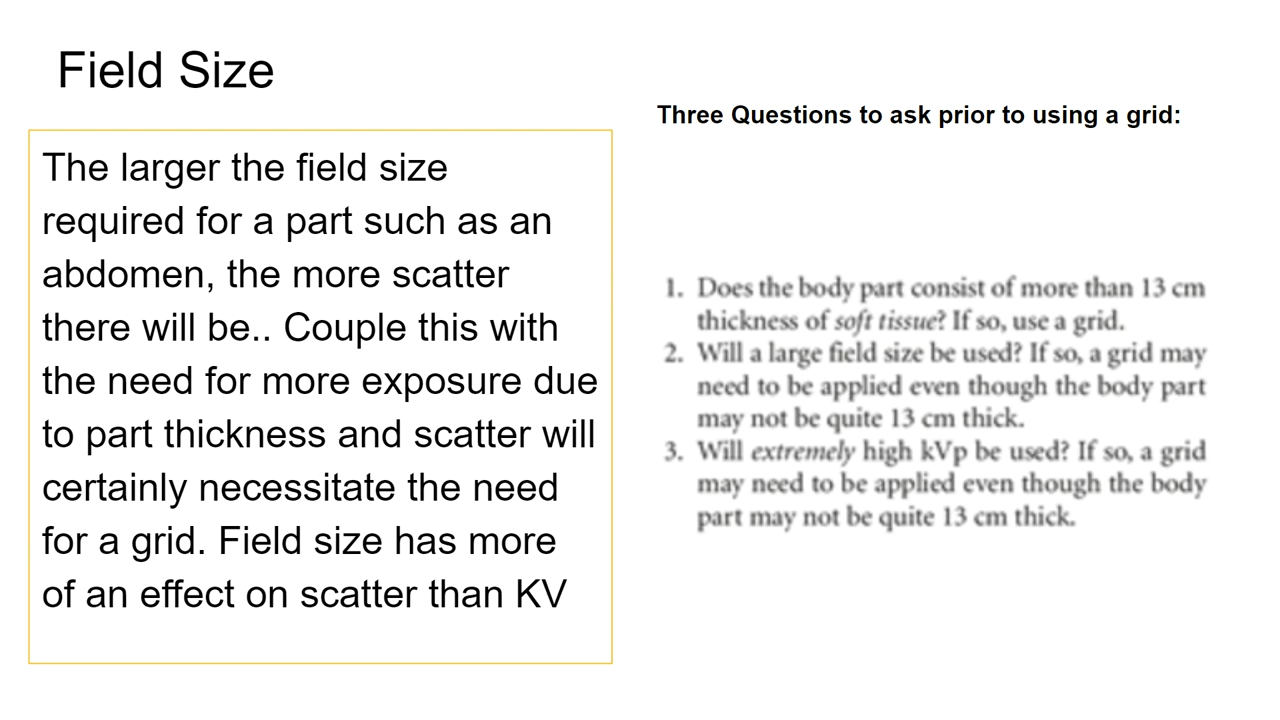 Field Size
The larger the field size
required for a part such as an
abdomen, the more scatter
there will be.. Couple this with
the need for more exposure due
to part thickness and scatter will
certainly necessitate the need
for a grid. Field size has more
of an effect on scatter than KV
Three Questions to ask prior to using a grid:
1. Does the body part consist of more than 13 cm
thickness of soft tissue? If so, use a grid.
2. Will a large field size be used? If so, a grid may
need to be applied even though the body part
may not be quite 13 cm thick.
3. Will extremely high kVp be used? If so, a grid
may need to be applied even though the body
part may not be quite 13 cm thick.